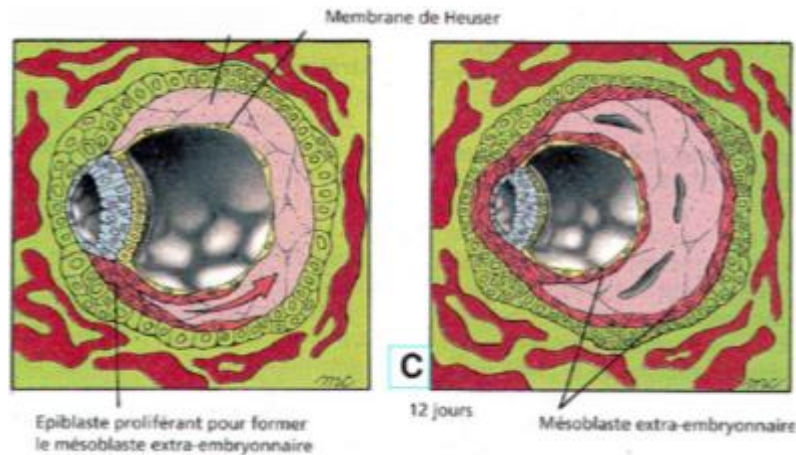 Membrane de Heuser
C
12 jours
Epiblaste proliférant pour former
le mésoblaste extra-embryonnaire
Mésoblaste extra-embryonnaire